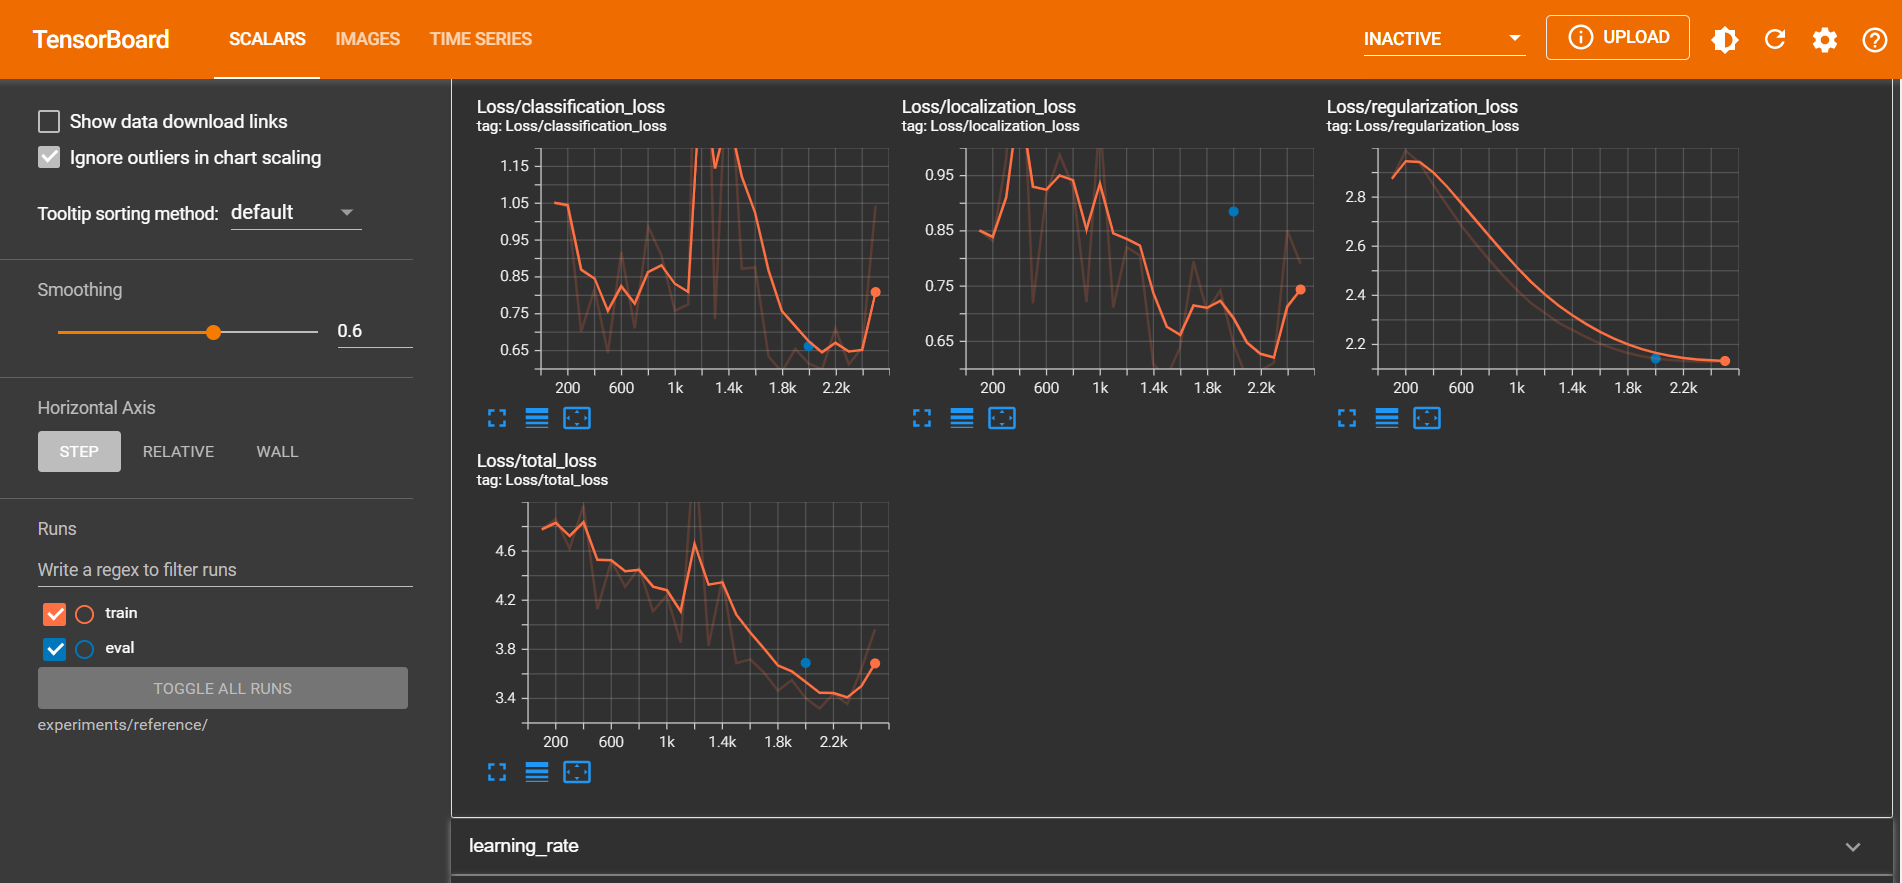 TensorBoard SCALARS IMAGES TIME SERIES INACTIVE UPLOAD
Show data download links
Ignore outliers in chart scaling
Tooltip sorting method: default
Smoothing
0.6
Horizontal Axis
STEP RELATIVE WALL
Runs
Write a regex to filter runs
train
eval
TOGGLE ALL RUNS
experiments/reference/
Loss/classification_loss
tag: Loss/classification_loss
1.15
1.05
0.95
0.85
0.75
0.65
200 600 1k 1.4k 1.8k 2.2k
Loss/localization_loss
tag: Loss/localization_loss
0.95
0.85
0.75
0.65
200 600 1k 1.4k 1.8k 2.2k
Loss/regularization_loss
tag: Loss/regularization_loss
2.8
2.6
2.4
2.2
200 600 1k 1.4k 1.8k 2.2k
Loss/total_loss
tag: Loss/total_loss
4.6
4.2
3.8
3.4
200 600 1k 1.4k 1.8k 2.2k
learning_rate